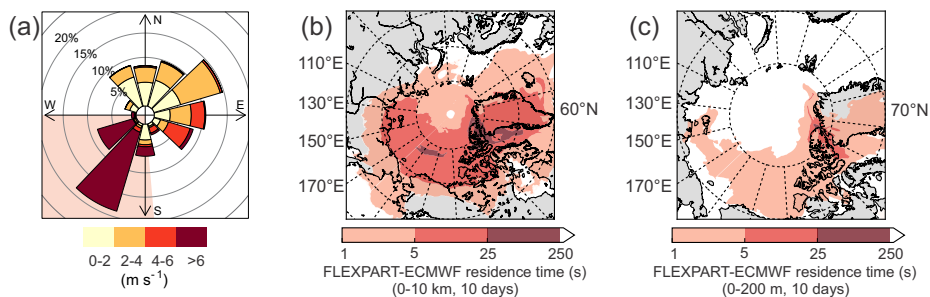 (a)
N
20%
15%
10%
5%
W
E
S
0-2 2-4 4-6 >6
(m s⁻¹)
(b)
110°E
130°E
150°E
170°E
60°N
1 5 25 250
FLEXPART-ECMWF residence time (s)
(0-10 km, 10 days)
(c)
110°E
130°E
150°E
170°E
70°N
1 5 25 250
FLEXPART-ECMWF residence time (s)
(0-200 m, 10 days)